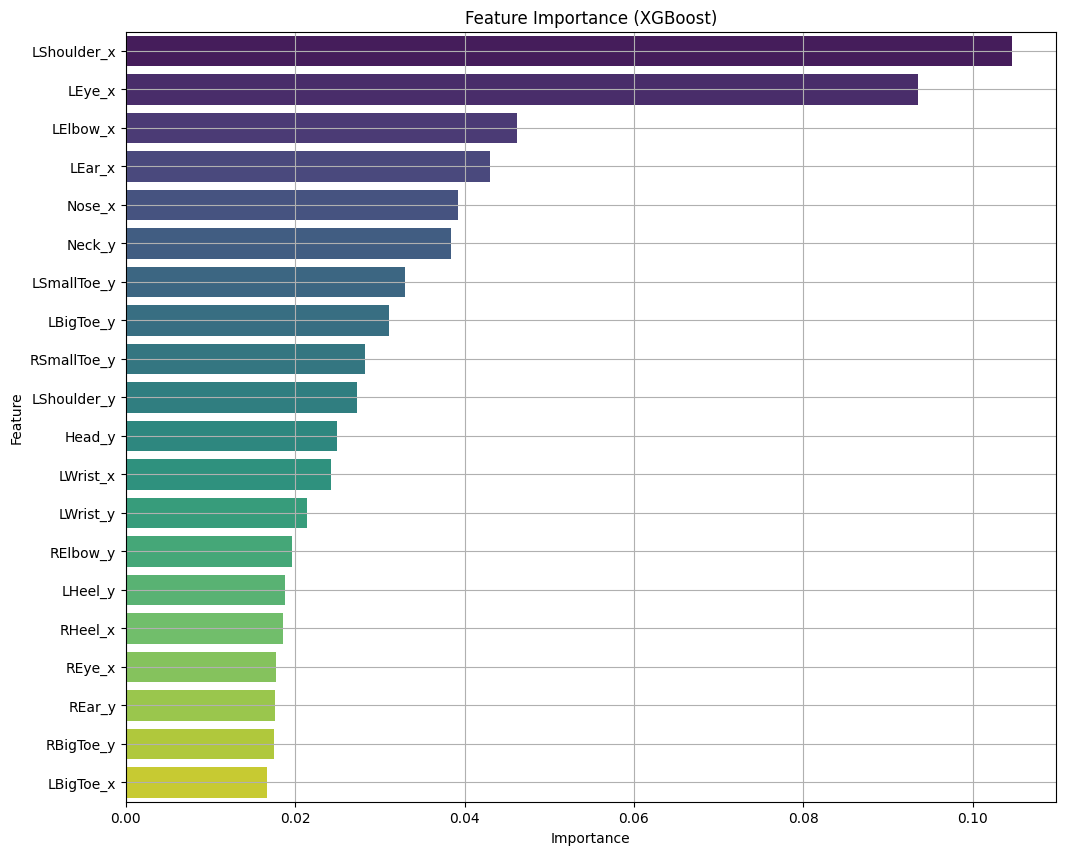 Feature Importance (XGBoost)
LShoulder_x
LEye_x
LElbow_x
LEar_x
Nose_x
Neck_y
LSmallToe_y
LBigToe_y
RSmallToe_y
LShoulder_y
Head_y
LWrist_x
LWrist_y
RElbow_y
LHeel_y
RHeel_x
REye_x
REar_y
RBigToe_y
LBigToe_x
Feature
0.00 0.02 0.04 0.06 0.08 0.10
Importance